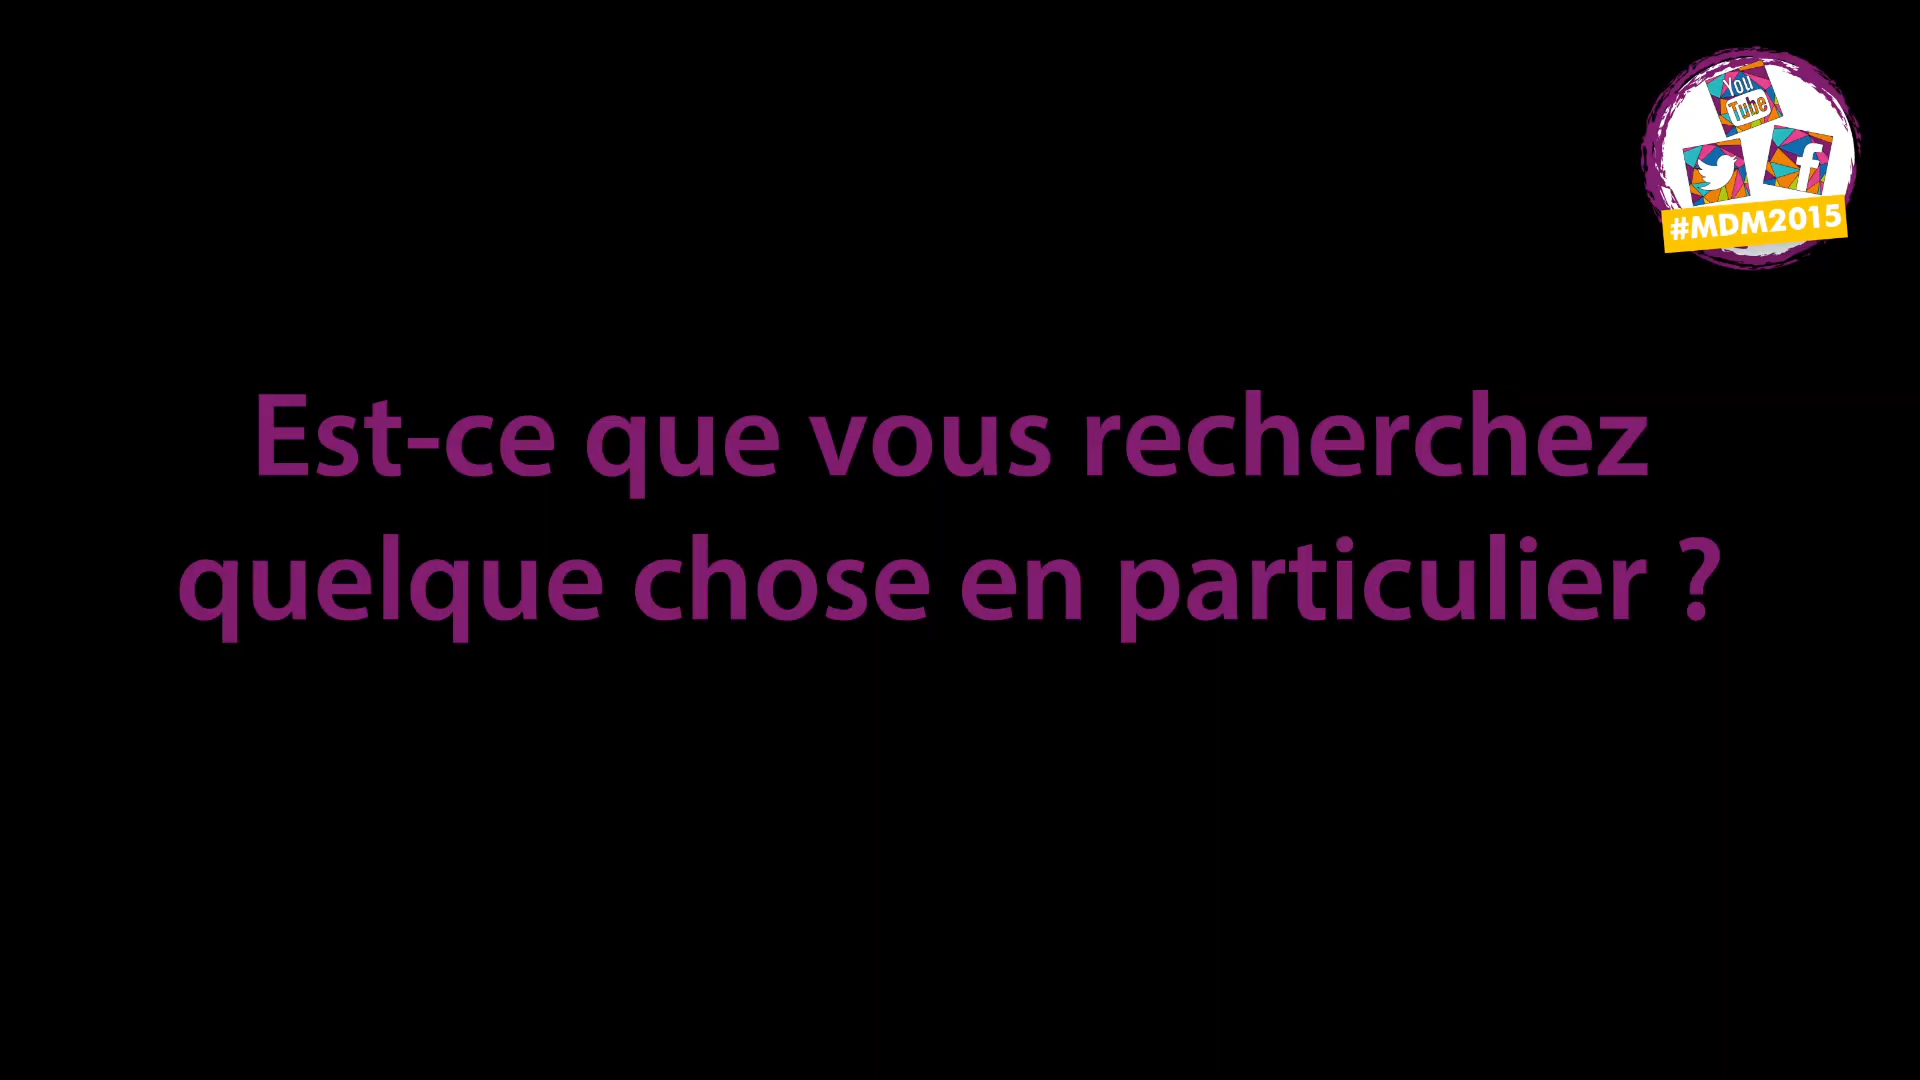 You
Tube
#MDM2015
Est-ce que vous recherchez
quelque chose en particulier ?